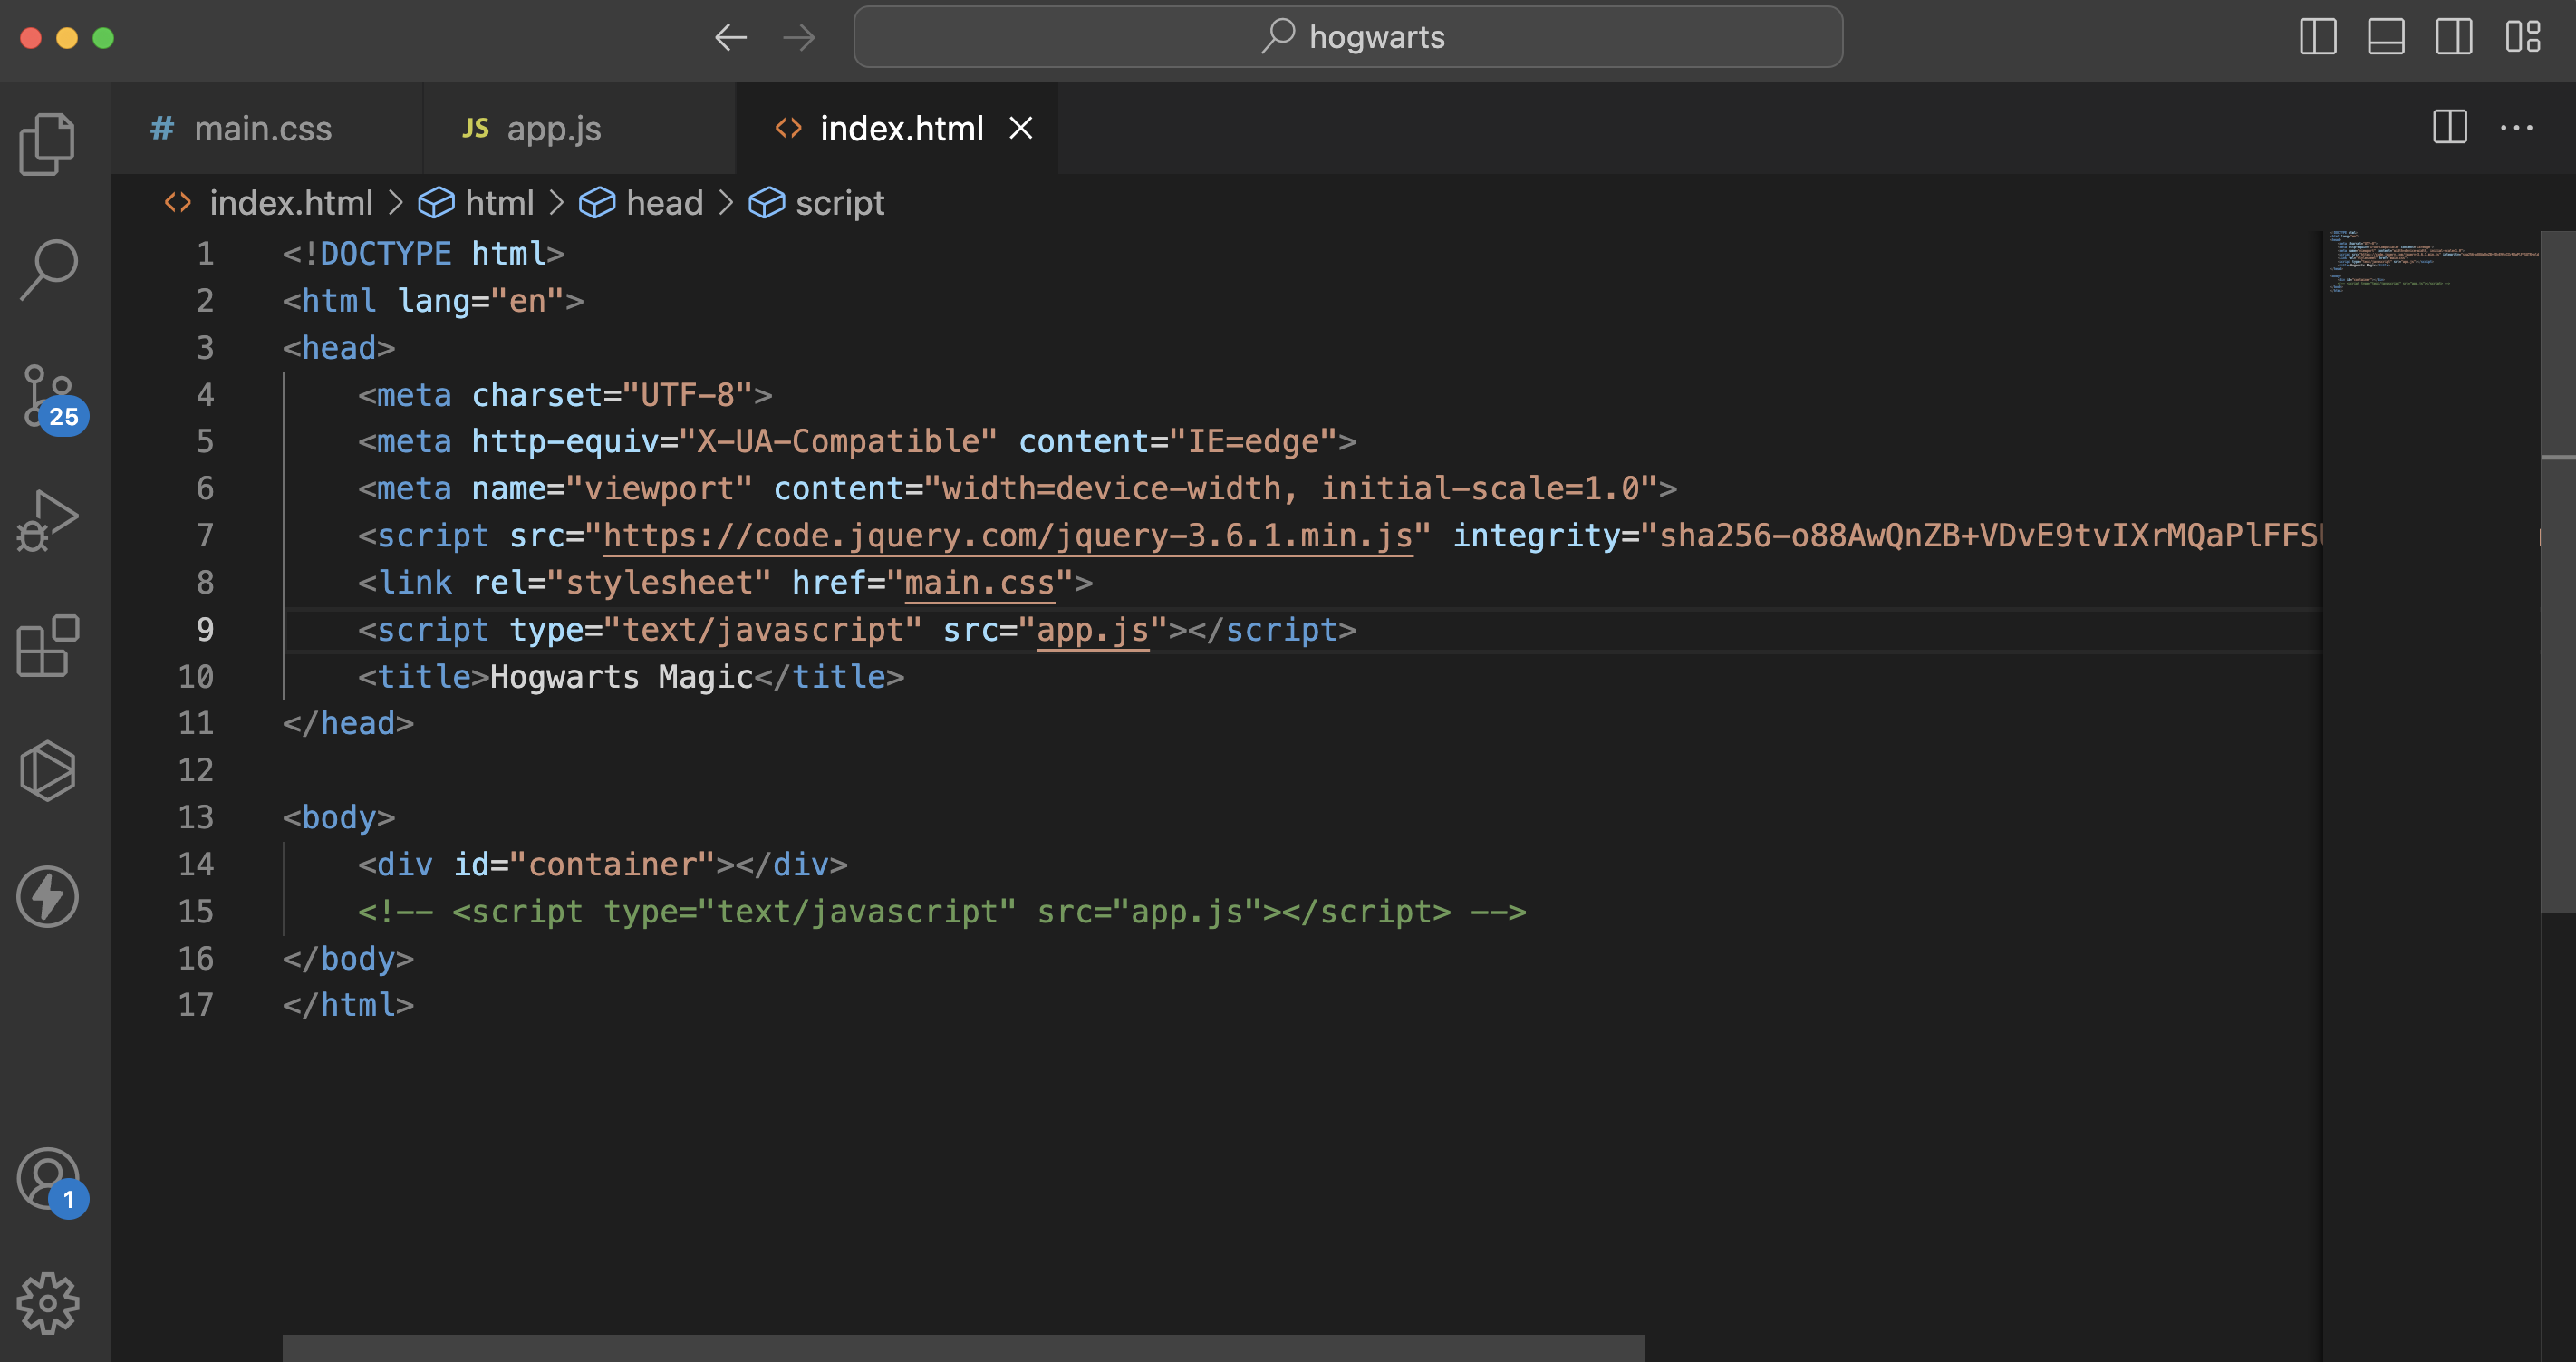 hogwarts
# main.css
JS app.js
<> index.html
<> index.html > html > head > script
1 <!DOCTYPE html>
2 <html lang="en">
3 <head>
4 <meta charset="UTF-8">
5 <meta http-equiv="X-UA-Compatible" content="IE=edge">
6 <meta name="viewport" content="width=device-width, initial-scale=1.0">
7 <script src="https://code.jquery.com/jquery-3.6.1.min.js" integrity="sha256-o88AwQnZB+VDvE9tvIXrMQaPlFFS
8 <link rel="stylesheet" href="main.css">
9 <script type="text/javascript" src="app.js"></script>
10 <title>Hogwarts Magic</title>
11 </head>
12
13 <body>
14 <div id="container"></div>
15 <!-- <script type="text/javascript" src="app.js"></script> -->
16 </body>
17 </html>
25
1